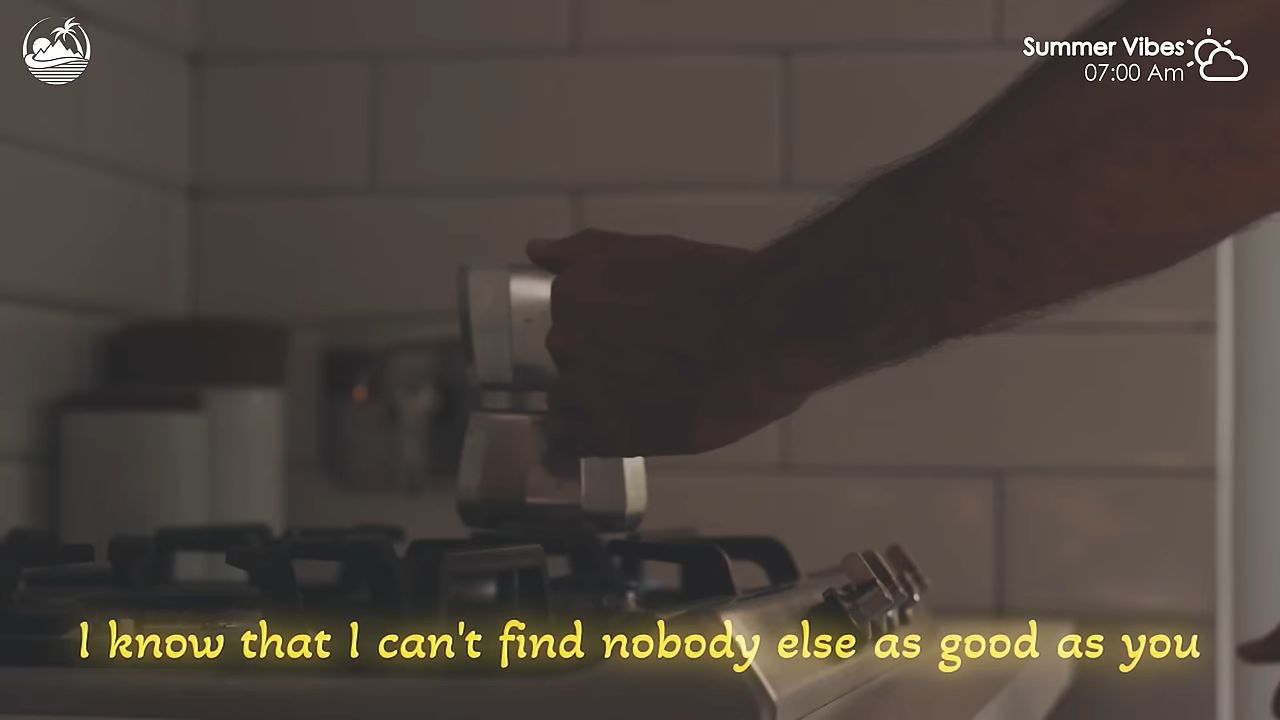 Summer Vibes
07:00 Am
I know that I can't find nobody else as good as you